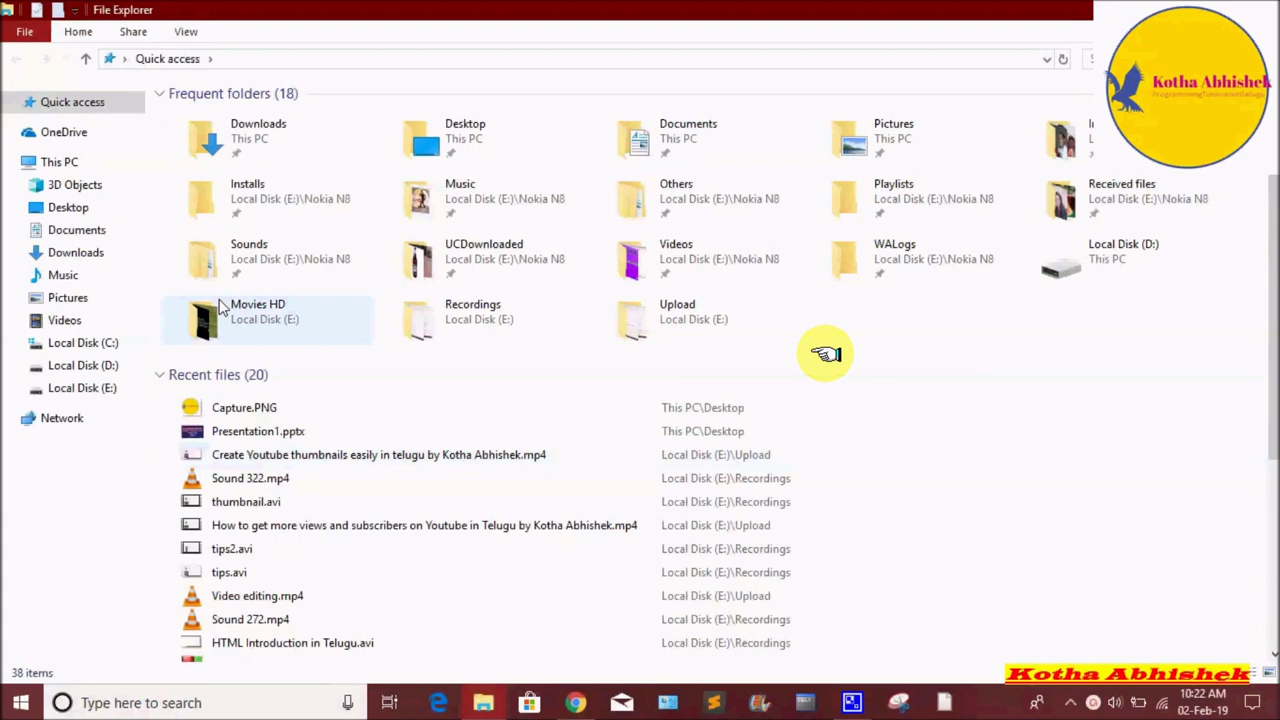 File Explorer
File Home Share View
Quick access
Quick access
OneDrive
This PC
3D Objects
Desktop
Documents
Downloads
Music
Pictures
Videos
Local Disk (C:)
Local Disk (D:)
Local Disk (E:)
Network
Frequent folders (18)
Downloads
This PC
Desktop
This PC
Documents
This PC
Pictures
This PC
Installs
Local Disk (E:)\Nokia N8
Music
Local Disk (E:)\Nokia N8
Others
Local Disk (E:)\Nokia N8
Playlists
Local Disk (E:)\Nokia N8
Received files
Local Disk (E:)\Nokia N8
Sounds
Local Disk (E:)\Nokia N8
UCDownloaded
Local Disk (E:)\Nokia N8
Videos
Local Disk (E:)\Nokia N8
WALogs
Local Disk (E:)\Nokia N8
Local Disk (D:)
This PC
Movies HD
Local Disk (E:)
Recordings
Local Disk (E:)
Upload
Local Disk (E:)
Recent files (20)
Capture.PNG This PC\Desktop
Presentation1.pptx This PC\Desktop
Create Youtube thumbnails easily in telugu by Kotha Abhishek.mp4 Local Disk (E:)\Upload
Sound 322.mp4 Local Disk (E:)\Recordings
thumbnail.avi Local Disk (E:)\Recordings
How to get more views and subscribers on Youtube in Telugu by Kotha Abhishek.mp4 Local Disk (E:)\Upload
tips2.avi Local Disk (E:)\Recordings
tips.avi Local Disk (E:)\Recordings
Video editing.mp4 Local Disk (E:)\Upload
Sound 272.mp4 Local Disk (E:)\Recordings
HTML Introduction in Telugu.avi Local Disk (E:)\Recordings
38 items
Kotha Abhishek
ProgrammingTutorialsinTelugu
Kotha Abhishek
Type here to search
10:22 AM
02-Feb-19